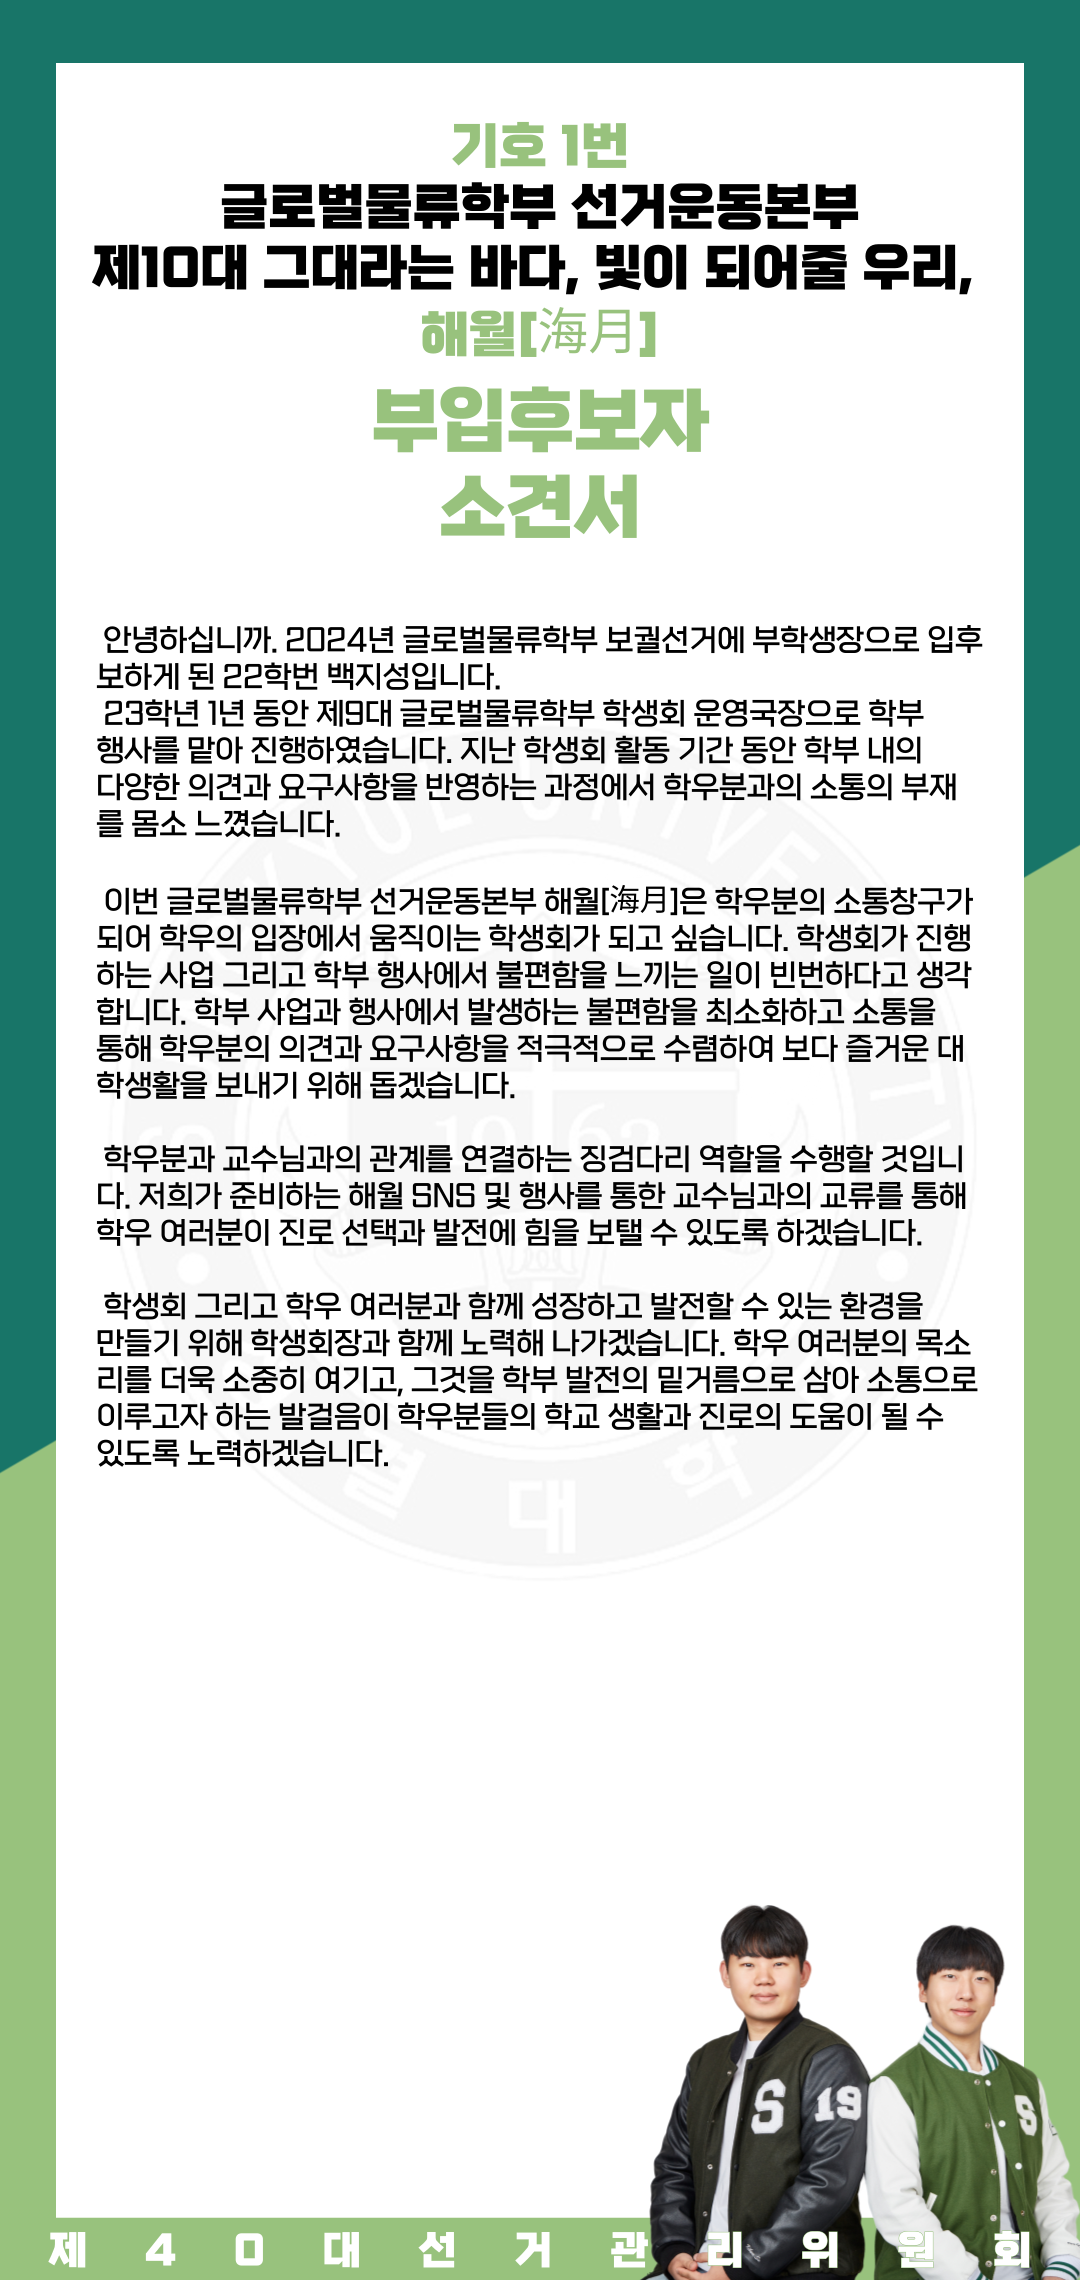 기호 1번
글로벌물류학부 선거운동본부
제10대 그대라는 바다, 빛이 되어줄 우리,
해월[海月]
부입후보자
소견서
안녕하십니까. 2024년 글로벌물류학부 보궐선거에 부학생장으로 입후
보하게 된 22학번 백지성입니다.
23학년 1년 동안 제9대 글로벌물류학부 학생회 운영국장으로 학부
행사를 맡아 진행하였습니다. 지난 학생회 활동 기간 동안 학부 내의
다양한 의견과 요구사항을 반영하는 과정에서 학우분과의 소통의 부재
를 몸소 느꼈습니다.
이번 글로벌물류학부 선거운동본부 해월[海月]은 학우분의 소통창구가
되어 학우의 입장에서 움직이는 학생회가 되고 싶습니다. 학생회가 진행
하는 사업 그리고 학부 행사에서 불편함을 느끼는 일이 빈번하다고 생각
합니다. 학부 사업과 행사에서 발생하는 불편함을 최소화하고 소통을
통해 학우분의 의견과 요구사항을 적극적으로 수렴하여 보다 즐거운 대
학생활을 보내기 위해 돕겠습니다.
학우분과 교수님과의 관계를 연결하는 징검다리 역할을 수행할 것입니
다. 저희가 준비하는 해월 SNS 및 행사를 통한 교수님과의 교류를 통해
학우 여러분이 진로 선택과 발전에 힘을 보탤 수 있도록 하겠습니다.
학생회 그리고 학우 여러분과 함께 성장하고 발전할 수 있는 환경을
만들기 위해 학생회장과 함께 노력해 나가겠습니다. 학우 여러분의 목소
리를 더욱 소중히 여기고, 그것을 학부 발전의 밑거름으로 삼아 소통으로
이루고자 하는 발걸음이 학우분들의 학교 생활과 진로의 도움이 될 수
있도록 노력하겠습니다.
1962
결대학
S 19
S
제40대선거관리위원회